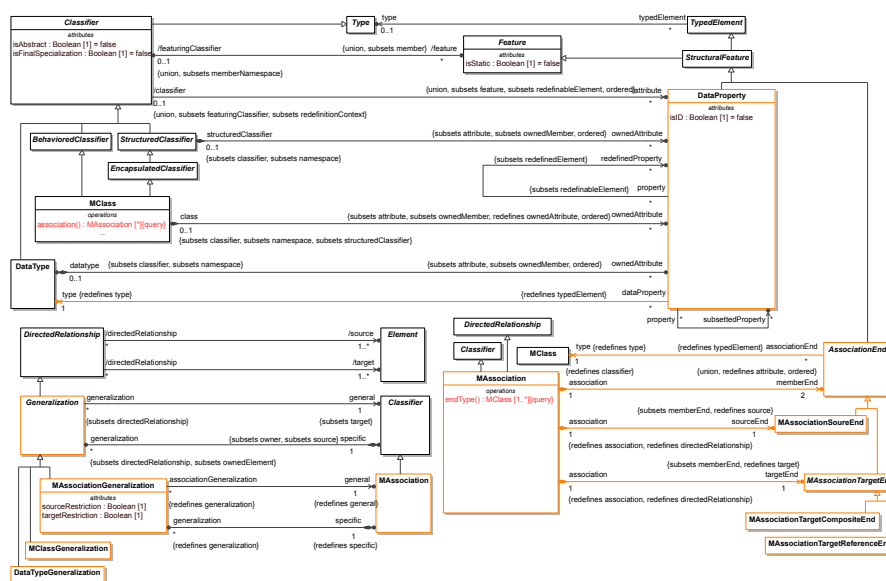 Classifier
attributes
isAbstract : Boolean [1] = false
isFinalSpecialization : Boolean [1] = false
Type
type
0..1
typedElement
*
TypedElement
/featuringClassifier
0..1
{union, subsets memberNamespace}
{union, subsets member}
/feature
*
Feature
attributes
isStatic : Boolean [1] = false
StructuralFeature
/classifier
0..1
{union, subsets featuringClassifier, subsets redefinitionContext}
{union, subsets feature, subsets redefinableElement, ordered}
/attribute
*
DataProperty
attributes
isID : Boolean [1] = false
BehavioredClassifier
StructuredClassifier
structuredClassifier
0..1
{subsets classifier, subsets namespace}
{subsets attribute, subsets ownedMember, ordered}
ownedAttribute
*
EncapsulatedClassifier
{subsets redefinedElement}
redefinedProperty
*
{subsets redefinableElement}
property
*
MClass
operations
association() : MAssociation [*]{query}
...
class
0..1
{subsets classifier, subsets namespace, subsets structuredClassifier}
{subsets attribute, subsets ownedMember, redefines ownedAttribute, ordered}
ownedAttribute
*
DataType
datatype
0..1
{subsets classifier, subsets namespace}
{subsets attribute, subsets ownedMember, ordered}
ownedAttribute
*
type {redefines type}
1
{redefines typedElement}
dataProperty
*
property
*
subsettedProperty
*
DirectedRelationship
/directedRelationship
*
/source
1..*
Element
/directedRelationship
*
/target
1..*
Generalization
generalization
*
{subsets directedRelationship}
general
1
{subsets target}
Classifier
generalization
*
{subsets directedRelationship, subsets ownedElement}
{subsets owner, subsets source}
specific
1
MAssociationGeneralization
attributes
sourceRestriction : Boolean [1]
targetRestriction : Boolean [1]
associationGeneralization
*
{redefines generalization}
general
1
{redefines general}
MAssociation
generalization
*
{redefines generalization}
specific
1
{redefines specific}
MClassGeneralization
DataTypeGeneralization
DirectedRelationship
Classifier
MClass
type {redefines type}
1
{redefines typedElement}
associationEnd
*
AssociationEnd
MAssociation
operations
endType() : MClass [1..*]{query}
{redefines classifier}
association
1
{union, redefines attribute, ordered}
memberEnd
2
association
1
{redefines association, redefines directedRelationship}
{subsets memberEnd, redefines source}
sourceEnd
1
MAssociationSoureEnd
association
1
{redefines association, redefines directedRelationship}
{subsets memberEnd, redefines target}
targetEnd
1
MAssociationTargetEn
MAssociationTargetCompositeEnd
MAssociationTargetReferenceEn